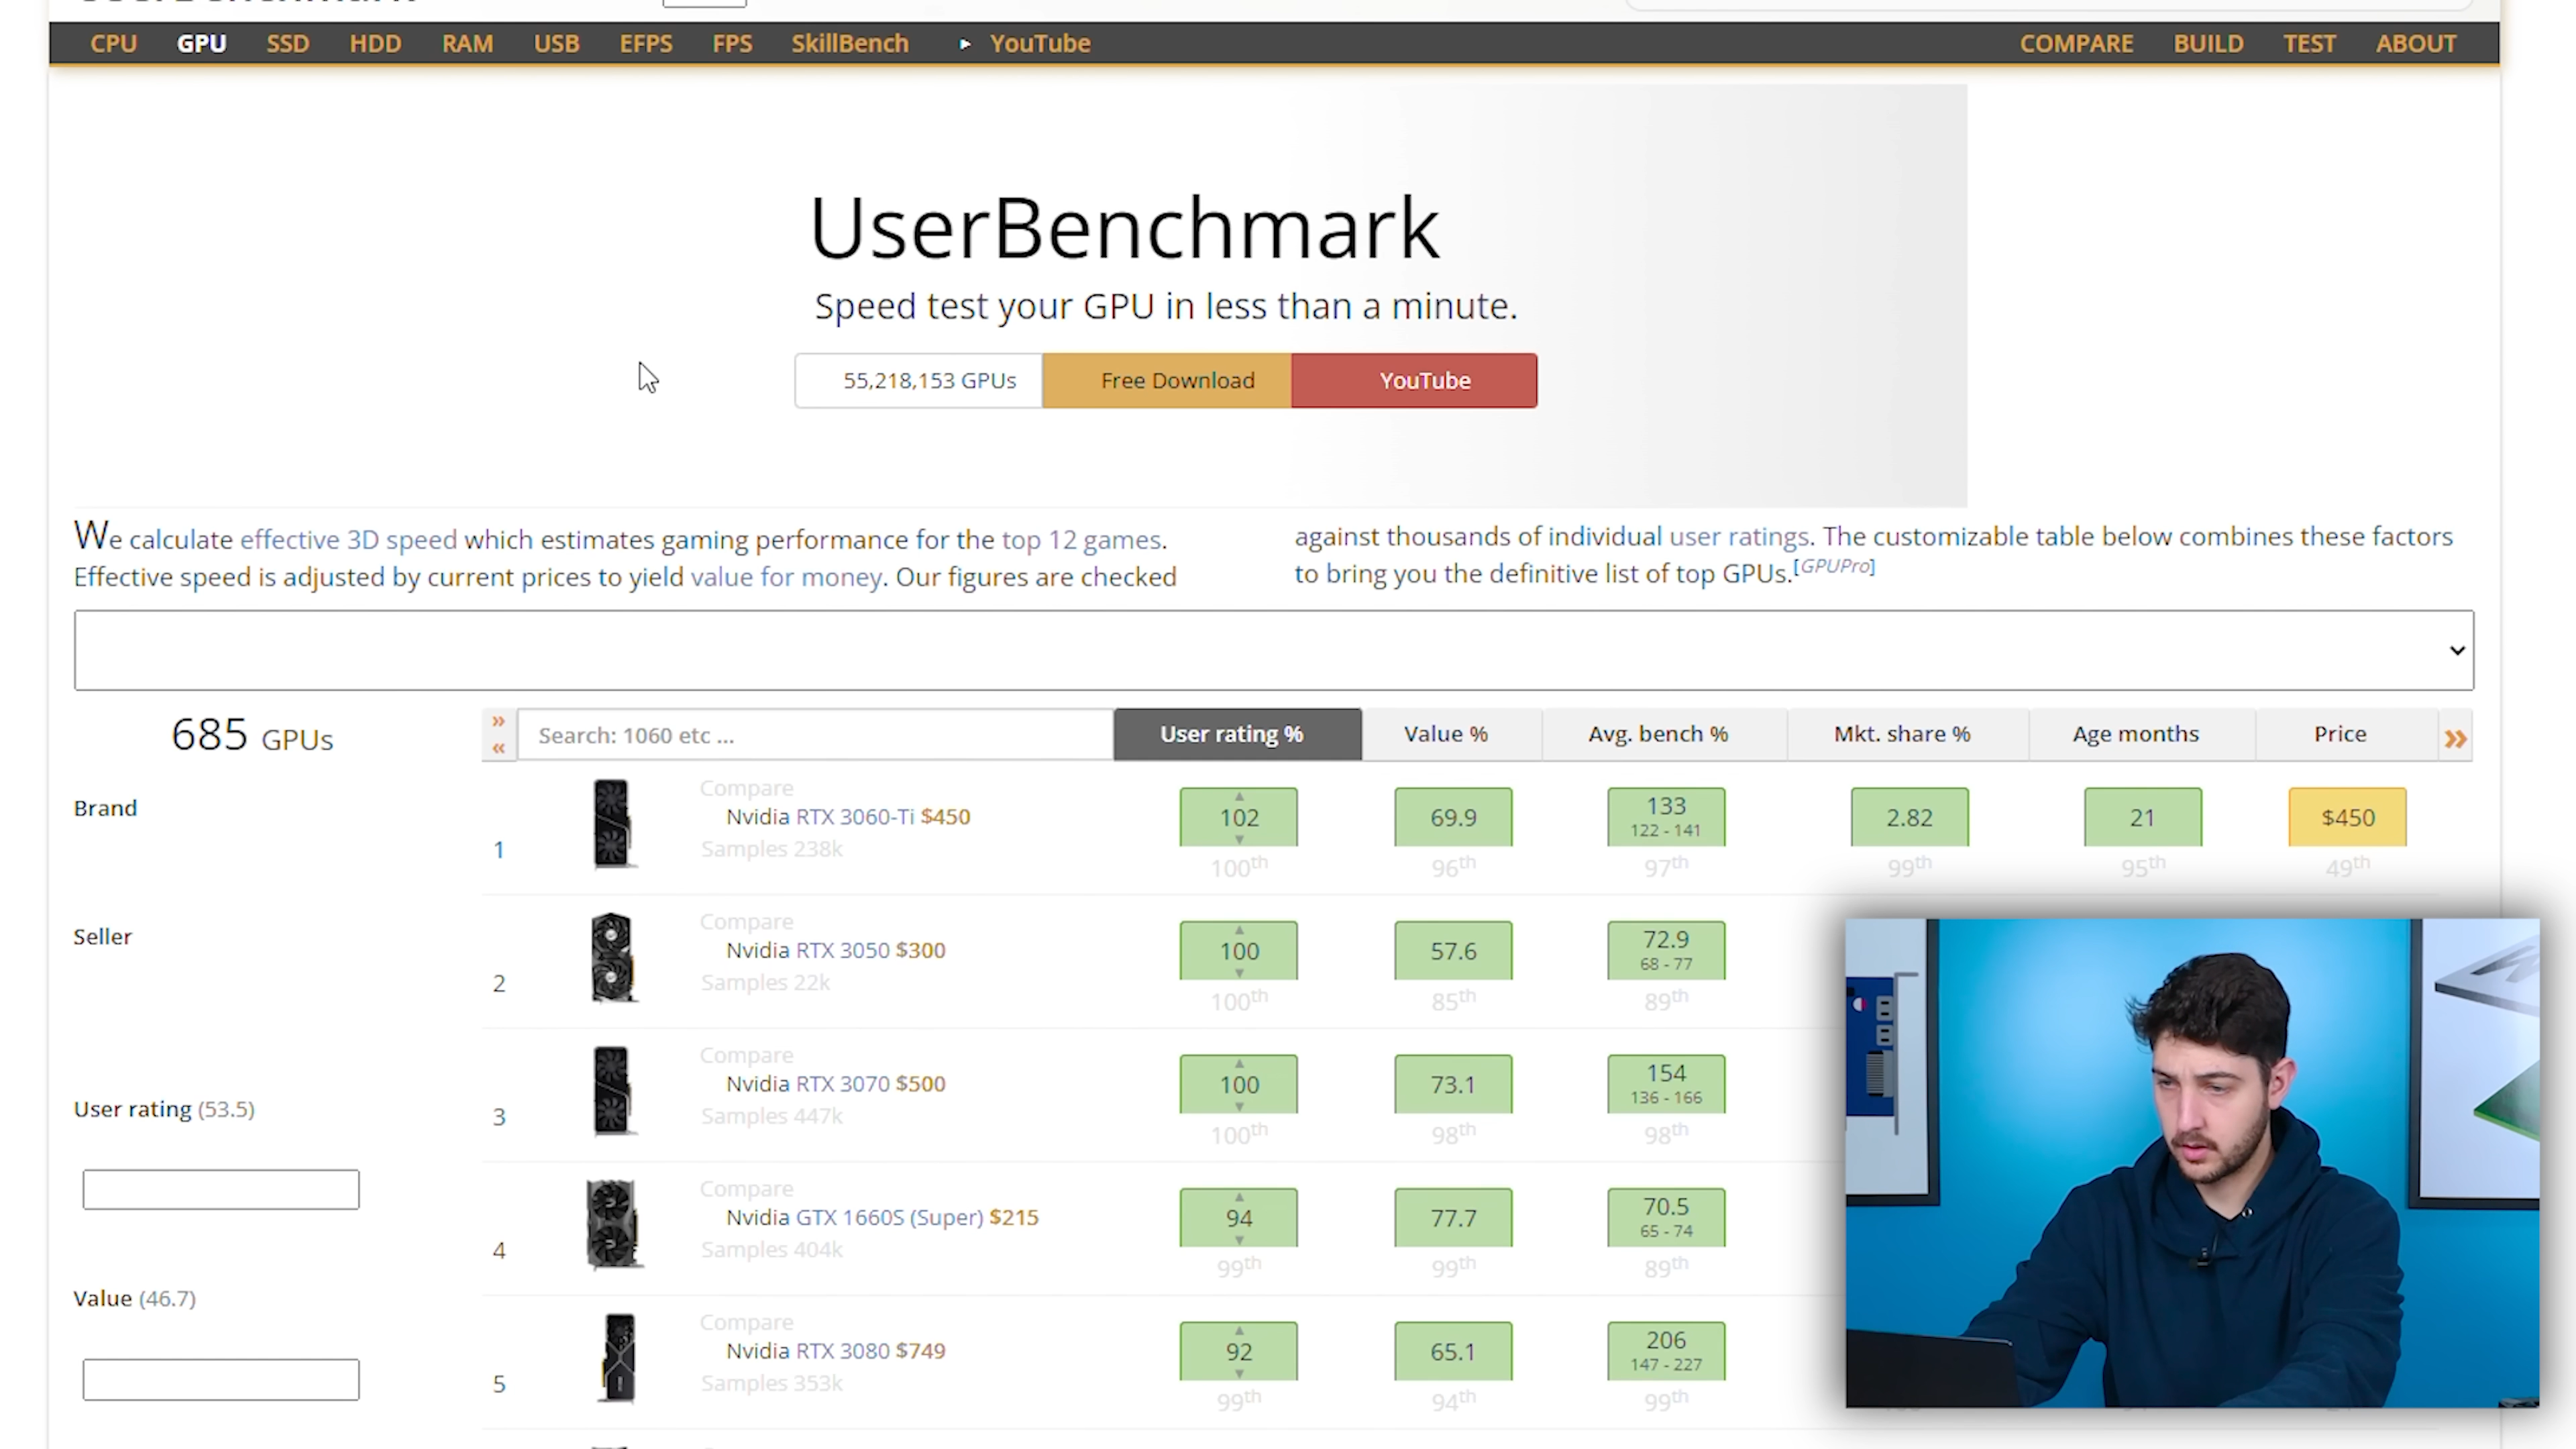 CPU GPU SSD HDD RAM USB EFPS FPS SkillBench ► YouTube COMPARE BUILD TEST ABOUT
UserBenchmark
Speed test your GPU in less than a minute.
55,218,153 GPUs Free Download YouTube
We calculate effective 3D speed which estimates gaming performance for the top 12 games.
Effective speed is adjusted by current prices to yield value for money. Our figures are checked
against thousands of individual user ratings. The customizable table below combines these factors
to bring you the definitive list of top GPUs.[GPUPro]
685 GPUs
Search: 1060 etc ... User rating % Value % Avg. bench % Mkt. share % Age months Price
Brand
Seller
User rating (53.5)
Value (46.7)
Compare
1 Nvidia RTX 3060-Ti $450 102 69.9 133 2.82 21 $450
122 - 141
Samples 238k 100th 96th 97th 99th 95th 49th
Compare
2 Nvidia RTX 3050 $300 100 57.6 72.9
68 - 77
Samples 22k 100th 85th 89th
Compare
3 Nvidia RTX 3070 $500 100 73.1 154
136 - 166
Samples 447k 100th 98th 98th
Compare
4 Nvidia GTX 1660S (Super) $215 94 77.7 70.5
65 - 74
Samples 404k 99th 99th 89th
Compare
5 Nvidia RTX 3080 $749 92 65.1 206
147 - 227
Samples 353k 99th 94th 99th